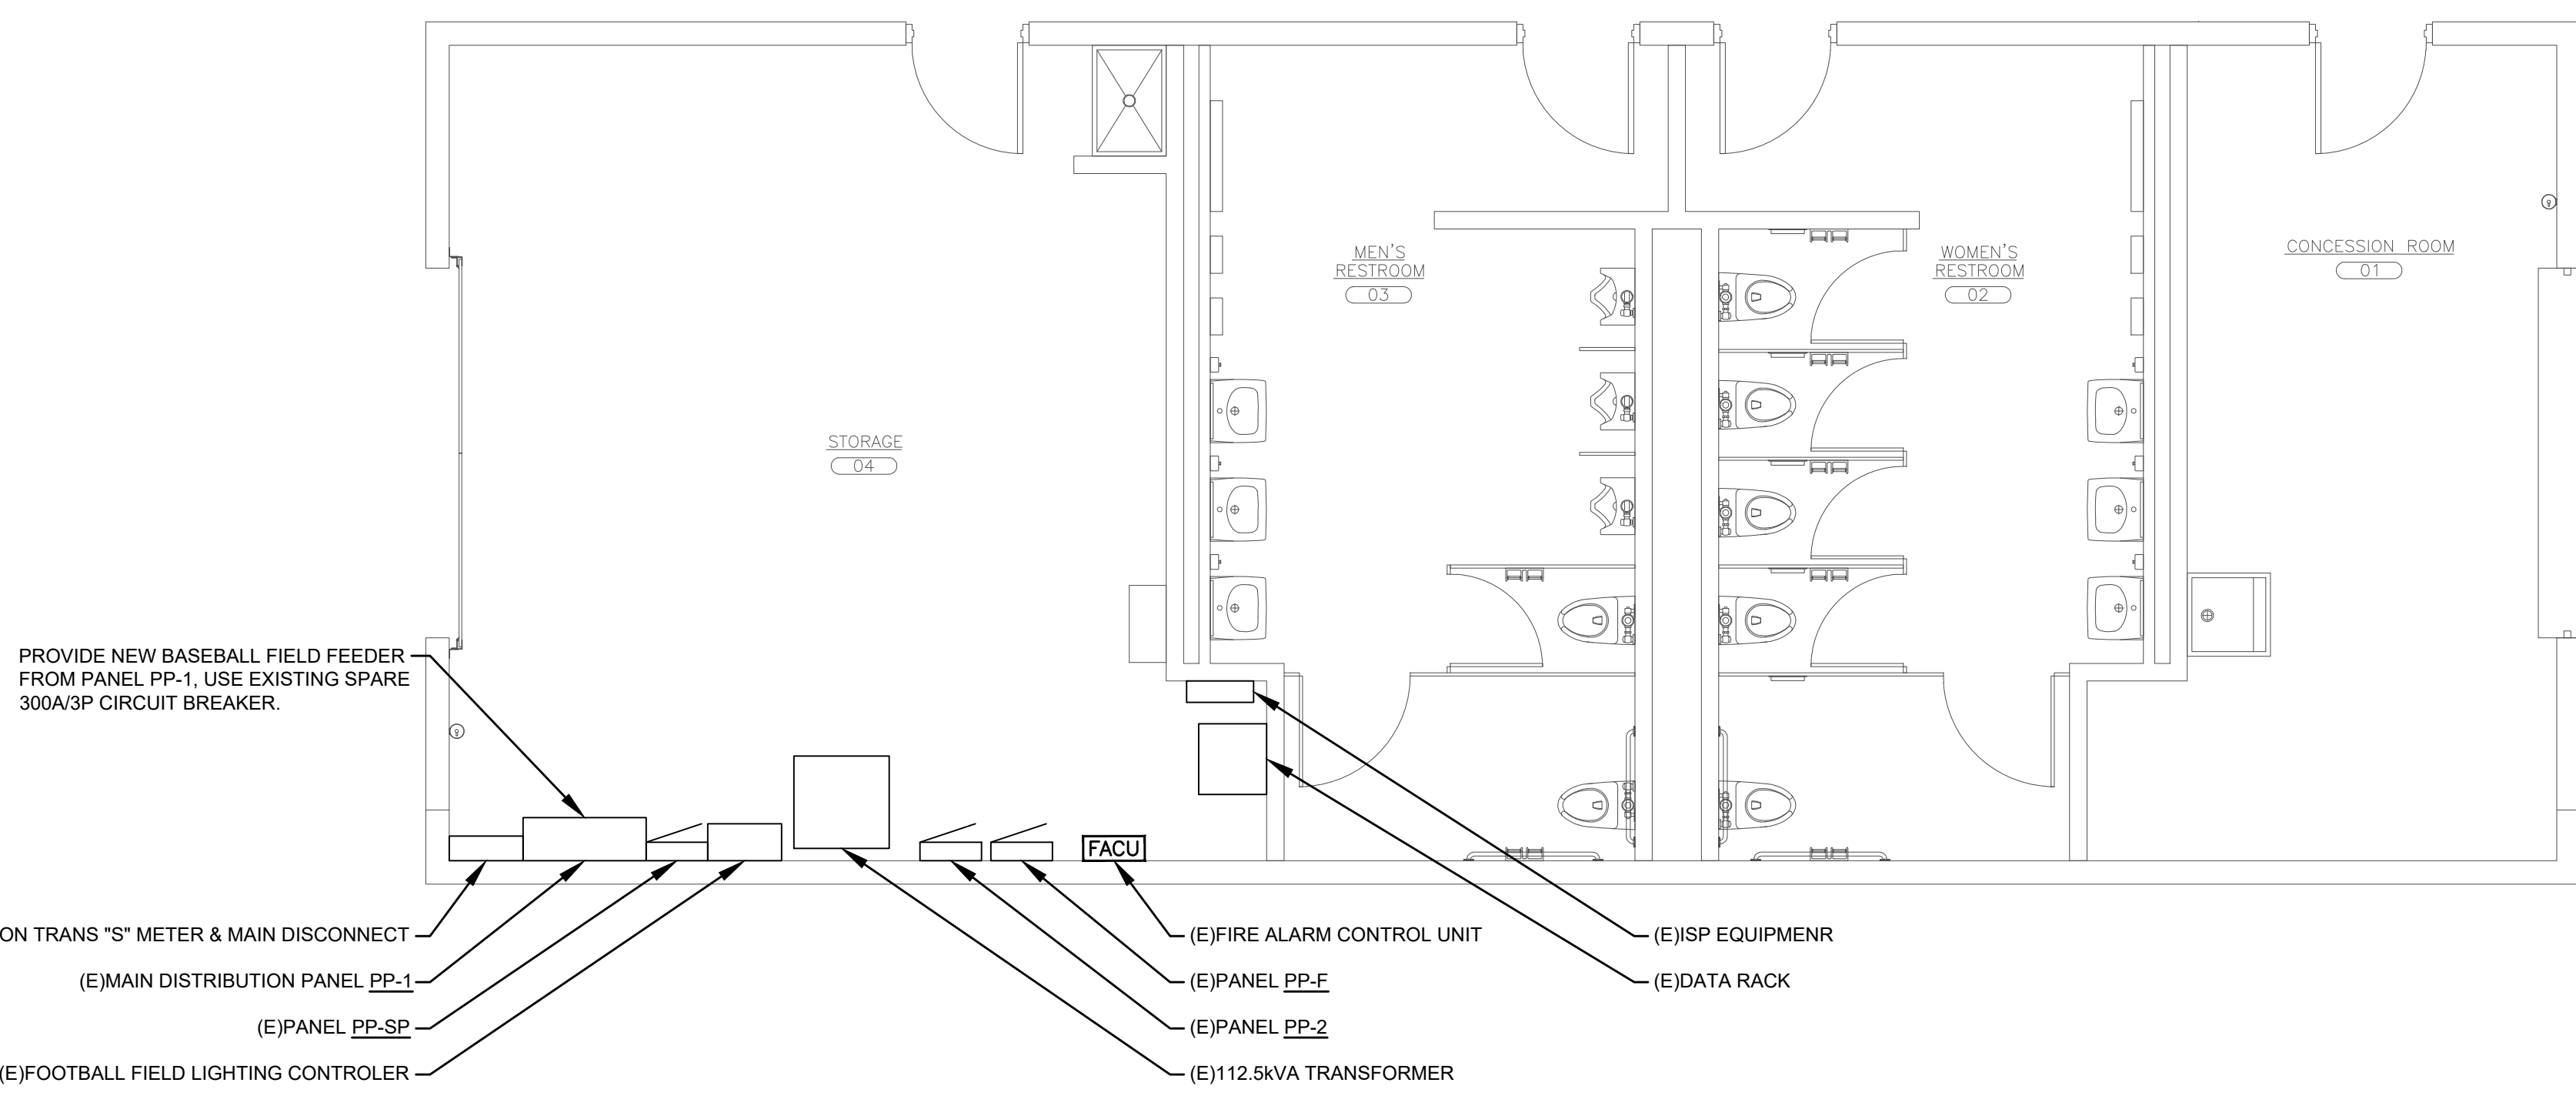 MEN'S
RESTROOM
03
WOMEN'S
RESTROOM
02
CONCESSION ROOM
01
STORAGE
04
PROVIDE NEW BASEBALL FIELD FEEDER
FROM PANEL PP-1, USE EXISTING SPARE
300A/3P CIRCUIT BREAKER.
FACU
ON TRANS "S" METER & MAIN DISCONNECT
(E)MAIN DISTRIBUTION PANEL PP-1
(E)PANEL PP-SP
(E)FOOTBALL FIELD LIGHTING CONTROLER
(E)FIRE ALARM CONTROL UNIT
(E)PANEL PP-F
(E)PANEL PP-2
(E)112.5kVA TRANSFORMER
(E)ISP EQUIPMENR
(E)DATA RACK